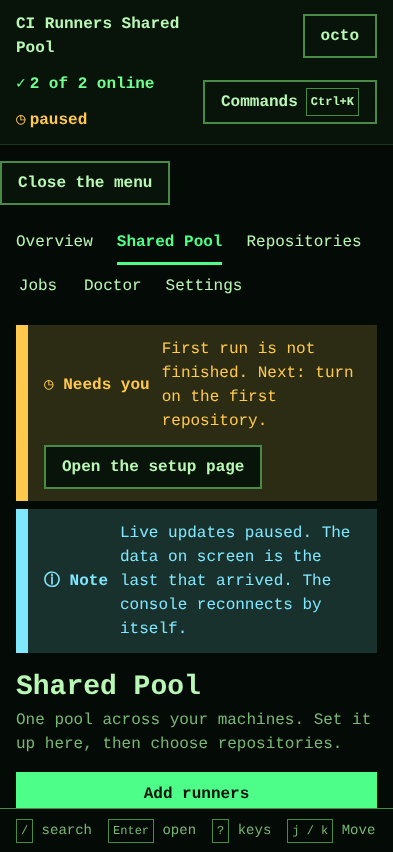 CI Runners Shared
Pool
octo
✓ 2 of 2 online
Commands Ctrl+K
◷ paused
Close the menu
Overview Shared Pool Repositories
Jobs Doctor Settings
◷ Needs you
First run is not
finished. Next: turn
on the first
repository.
Open the setup page
ⓘ Note
Live updates paused. The
data on screen is the
last that arrived. The
console reconnects by
itself.
Shared Pool
One pool across your machines. Set it
up here, then choose repositories.
Add runners
/ search Enter open ? keys j / k Move